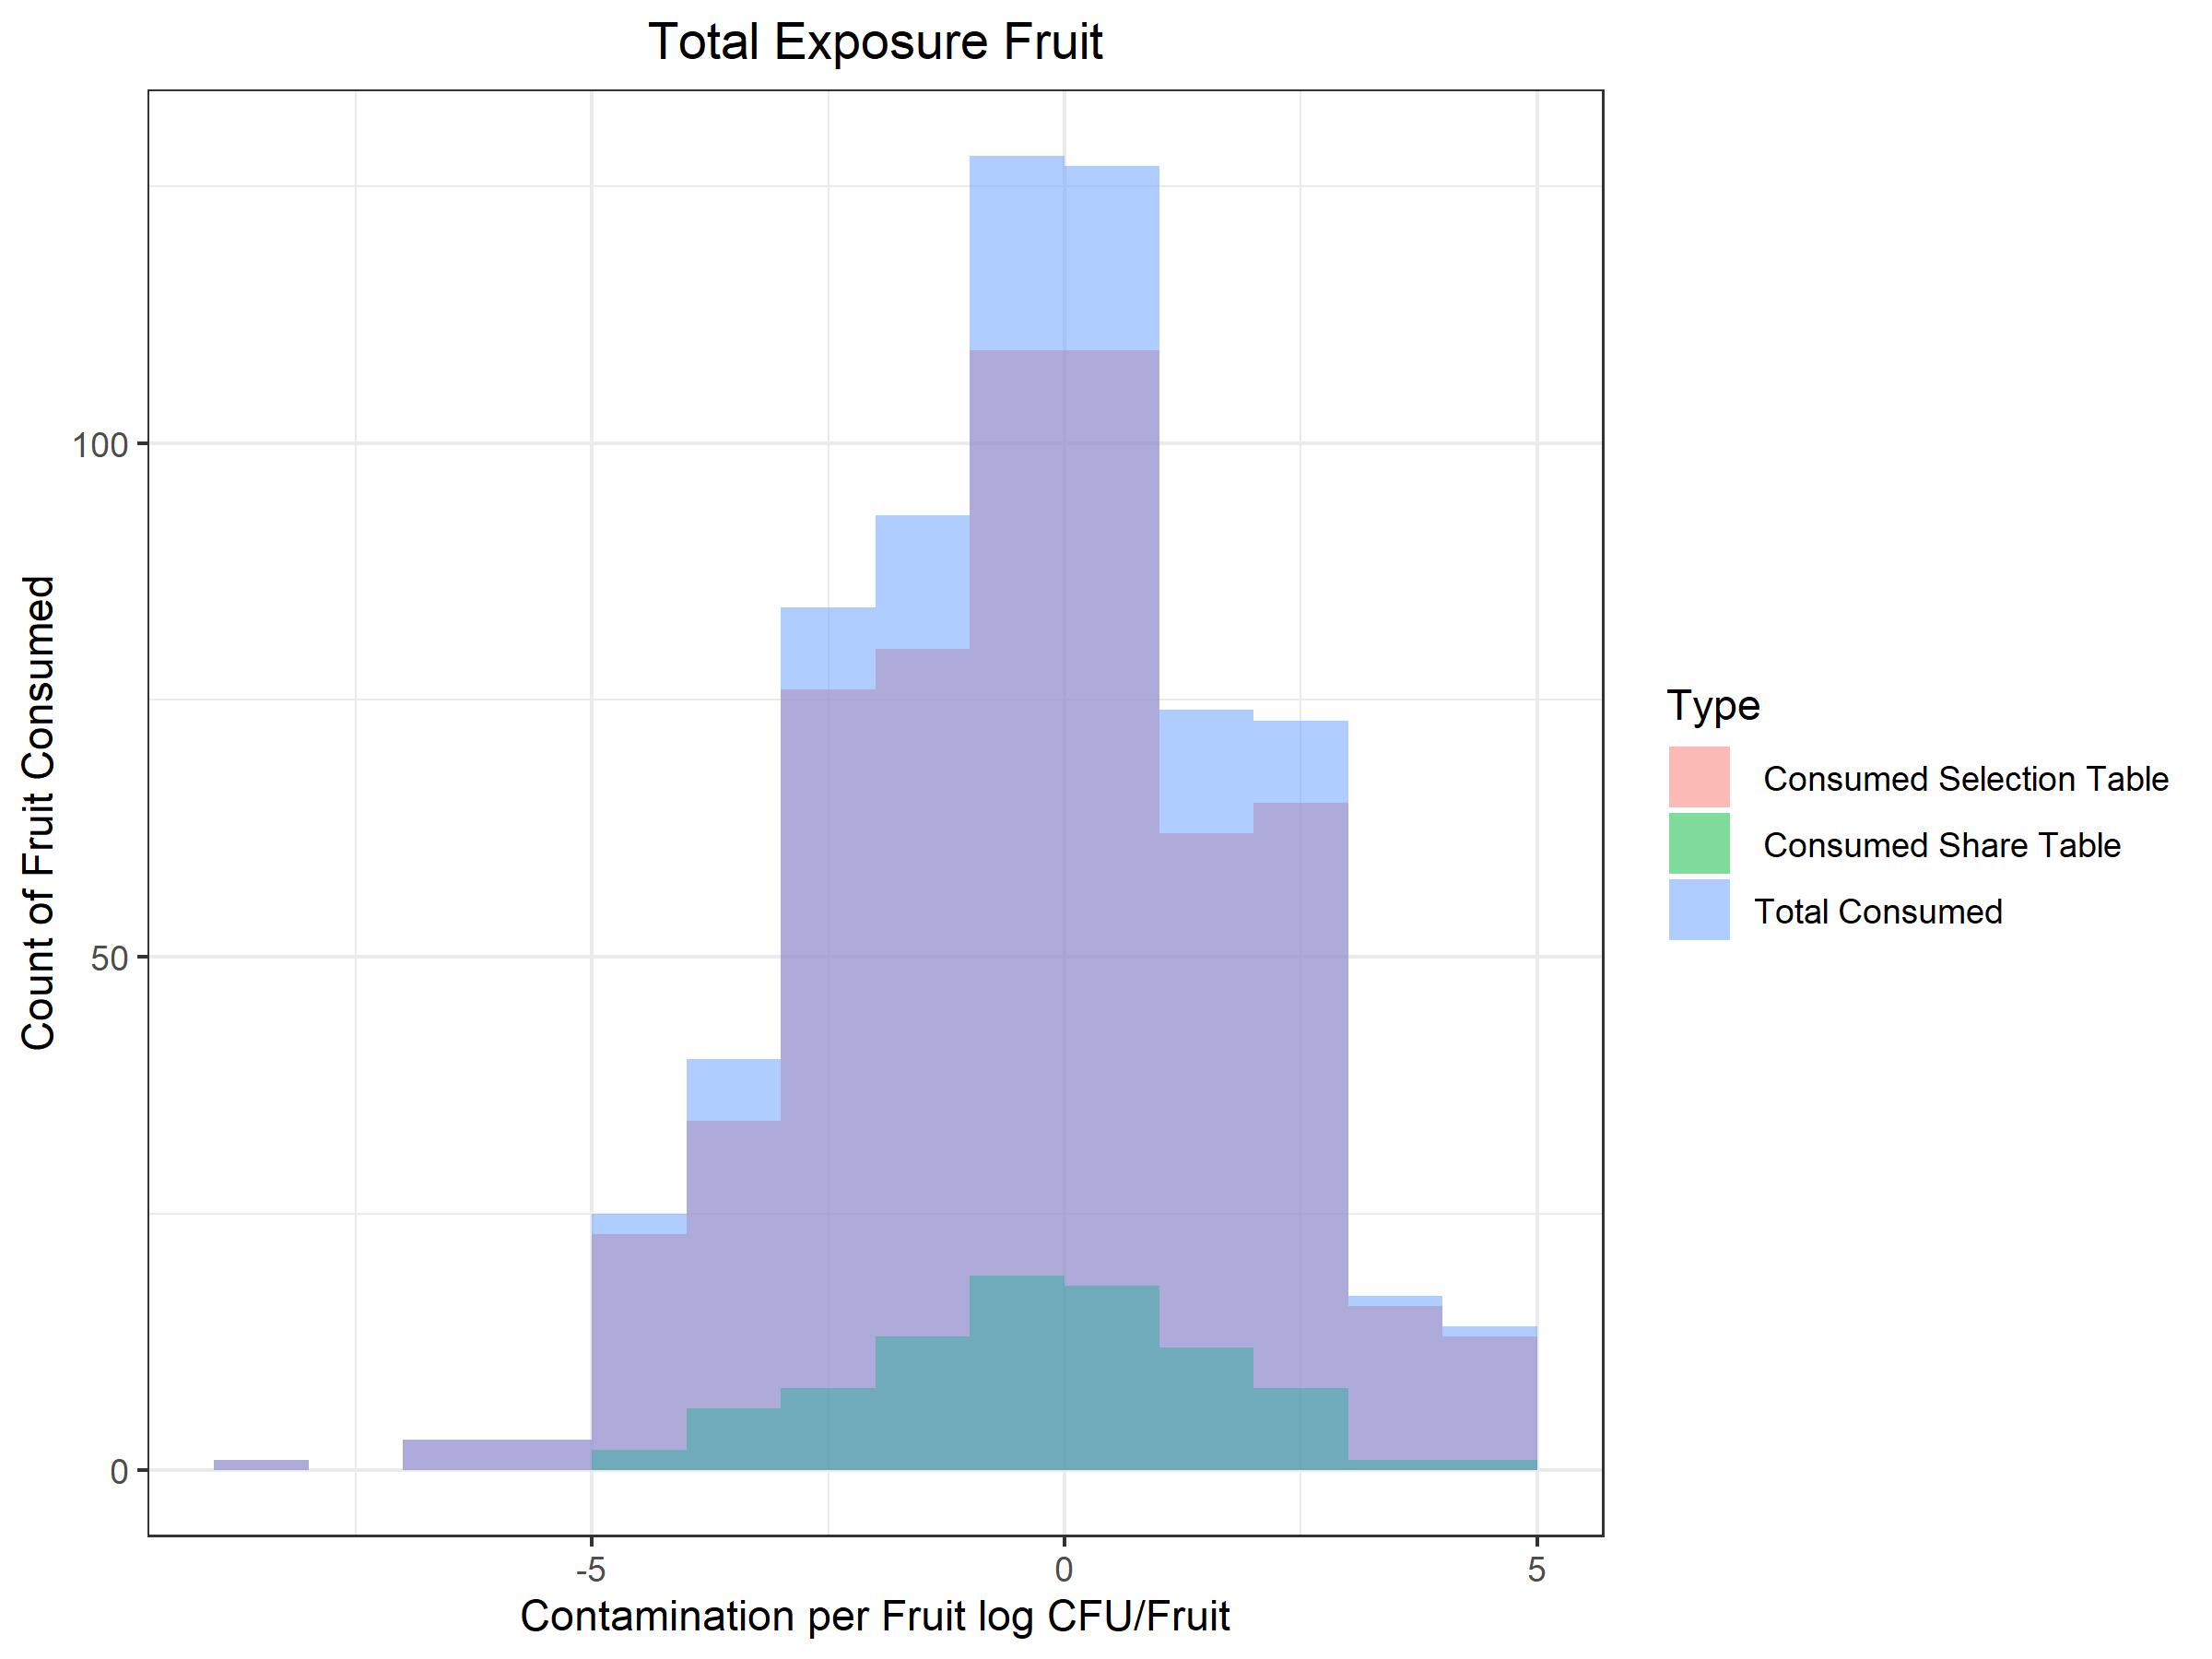 Total Exposure Fruit
Count of Fruit Consumed
100
50
0
-5
0
5
Contamination per Fruit log CFU/Fruit
Type
Consumed Selection Table
Consumed Share Table
Total Consumed